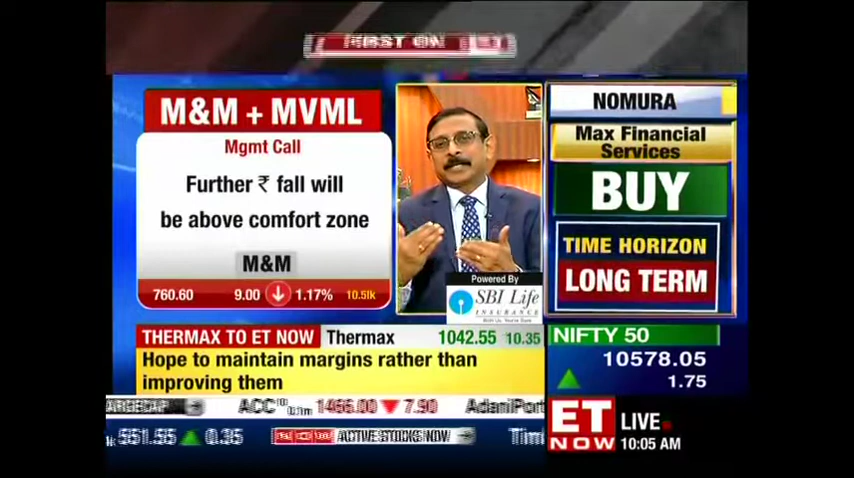 FIRST ON
M&M + MVML
Mgmt Call
Further ₹ fall will
be above comfort zone
M&M
760.60 9.00 1.17% 10.5lk
Powered By
SBI Life
INSURANCE
NOMURA
Max Financial
Services
BUY
TIME HORIZON
LONG TERM
THERMAX TO ET NOW Thermax 1042.55 10.35
Hope to maintain margins rather than
improving them
NIFTY 50
10578.05
1.75
ACC 0.1m 1466.00 7.90 AdaniPort
551.55 0.35 ACTIVE STOCKS NOW
ET
NOW
LIVE
10:05 AM